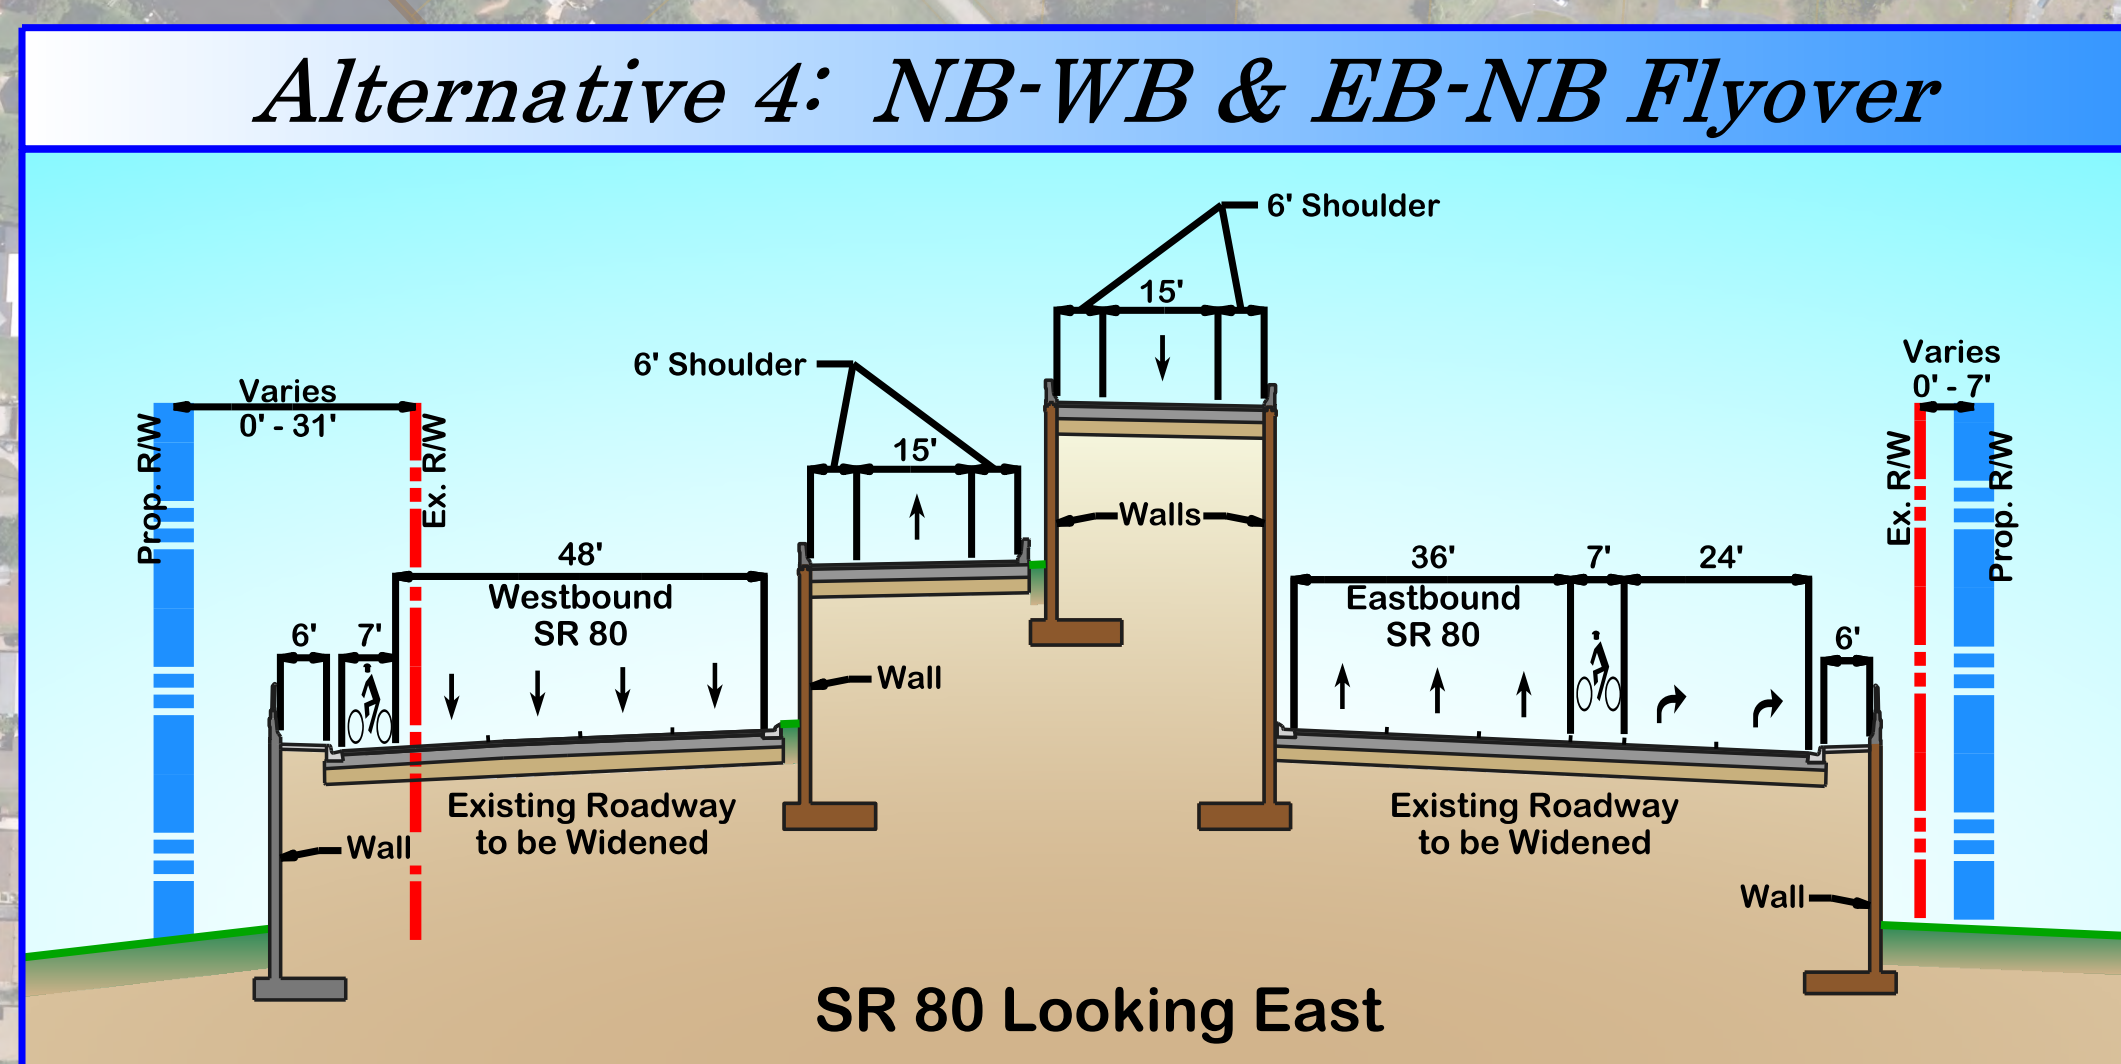 Alternative 4: NB-WB & EB-NB Flyover
6' Shoulder
15'
6' Shoulder
15'
Varies
0' - 31'
Prop. R/W
Ex. R/W
Varies
0' - 7'
Ex. R/W
Prop. R/W
Walls
48'
Westbound
SR 80
6'
7'
36'
7'
24'
Eastbound
SR 80
6'
Wall
Existing Roadway
to be Widened
Existing Roadway
to be Widened
Wall
Wall
SR 80 Looking East